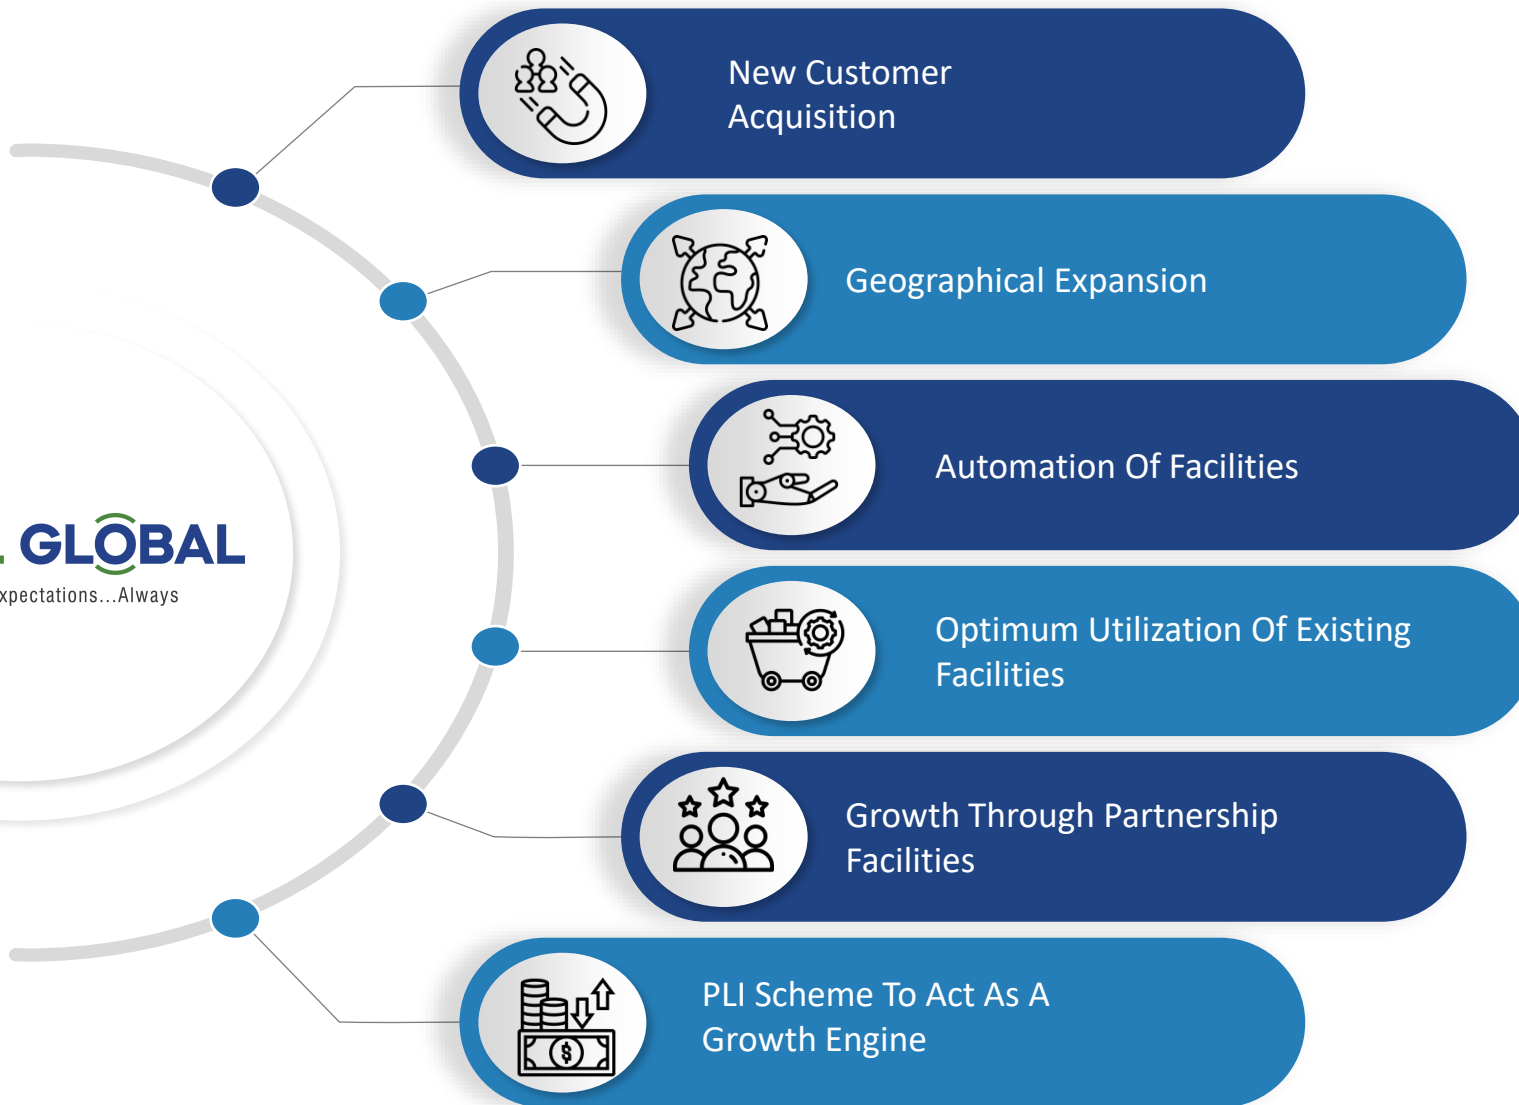 New Customer
Acquisition
Geographical Expansion
Automation Of Facilities
GLOBAL
xpectations...Always
Optimum Utilization Of Existing
Facilities
Growth Through Partnership
Facilities
PLI Scheme To Act As A
Growth Engine